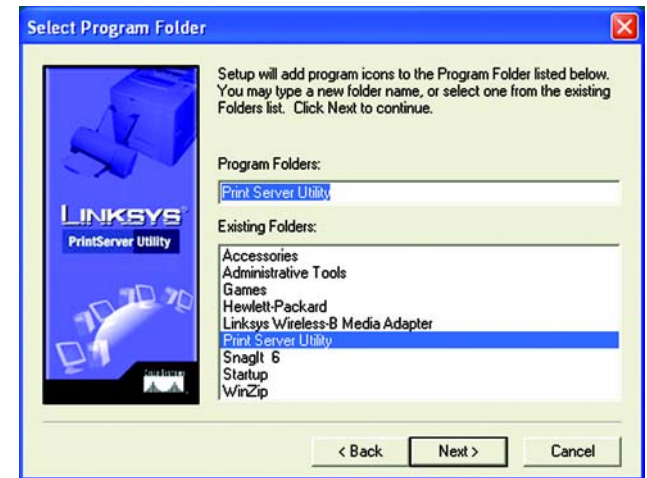 Select Program Folder
Setup will add program icons to the Program Folder listed below.
You may type a new folder name, or select one from the existing
Folders list. Click Next to continue.
Program Folders:
Print Server Utility
LINKSYS®
PrintServer Utility
Existing Folders:
Accessories
Administrative Tools
Games
Hewlett-Packard
Linksys Wireless-B Media Adapter
Print Server Utility
SnagIt 6
Startup
WinZip
Cisco Systems
< Back
Next >
Cancel